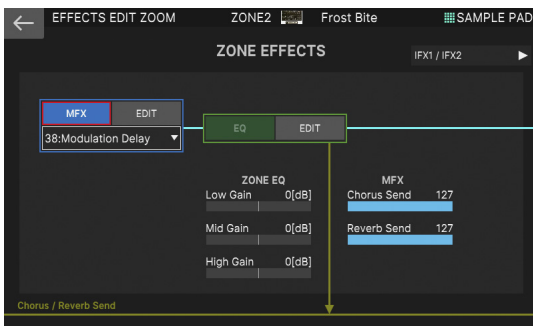 EFFECTS EDIT ZOOM ZONE2 Frost Bite SAMPLE PAD
ZONE EFFECTS
IFX1 / IFX2
MFX EDIT
38:Modulation Delay
EQ EDIT
ZONE EQ
Low Gain 0[dB]
Mid Gain 0[dB]
High Gain 0[dB]
MFX
Chorus Send 127
Reverb Send 127
Chorus / Reverb Send